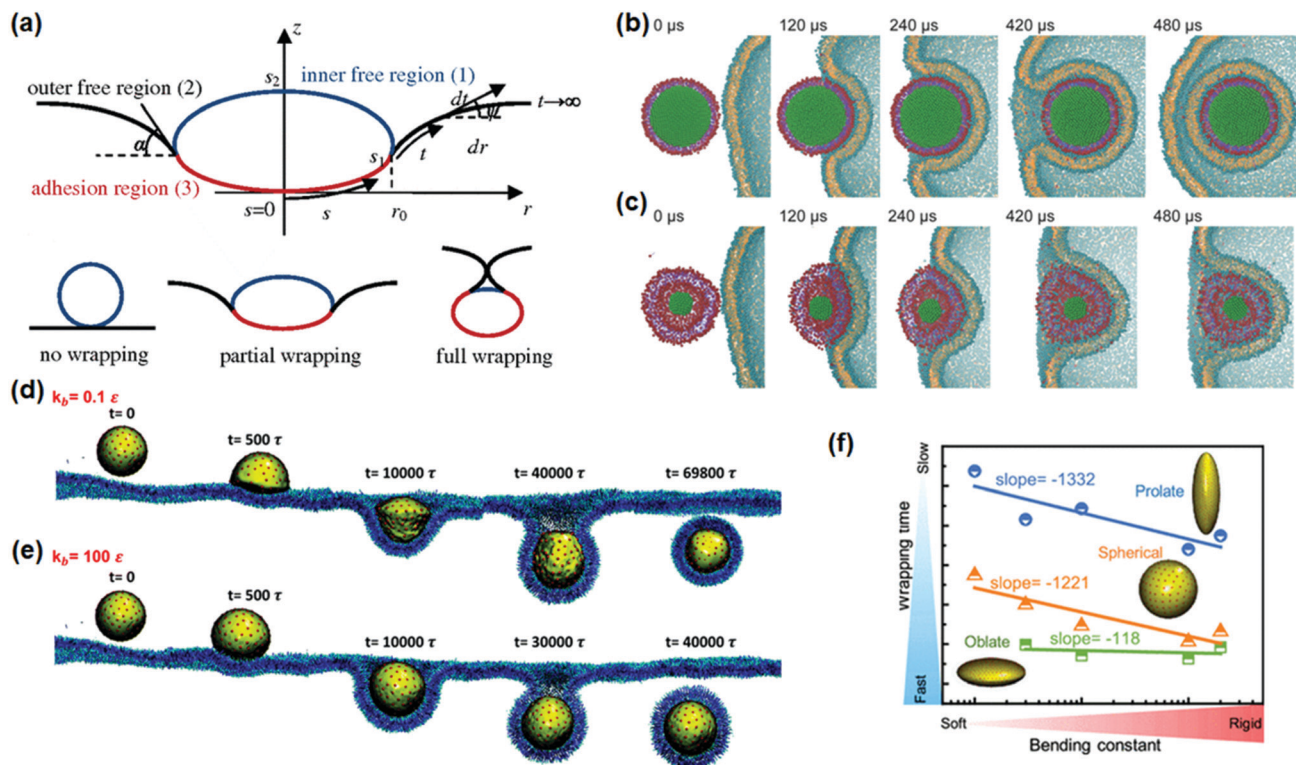 (a)
z
s₂
inner free region (1)
outer free region (2)
dt
ψ
t→∞
α
s₁
t
dr
adhesion region (3)
s=0
s
r₀
r
no wrapping
partial wrapping
full wrapping
(b)
0 µs
120 µs
240 µs
420 µs
480 µs
(c)
0 µs
120 µs
240 µs
420 µs
480 µs
(d)
k_b= 0.1 ε
t= 0
t= 500 τ
t= 10000 τ
t= 40000 τ
t= 69800 τ
(e)
k_b= 100 ε
t= 0
t= 500 τ
t= 10000 τ
t= 30000 τ
t= 40000 τ
(f)
Slow
Wrapping time
Fast
slope= -1332
Prolate
Spherical
slope= -1221
slope= -118
Oblate
Soft
Rigid
Bending constant